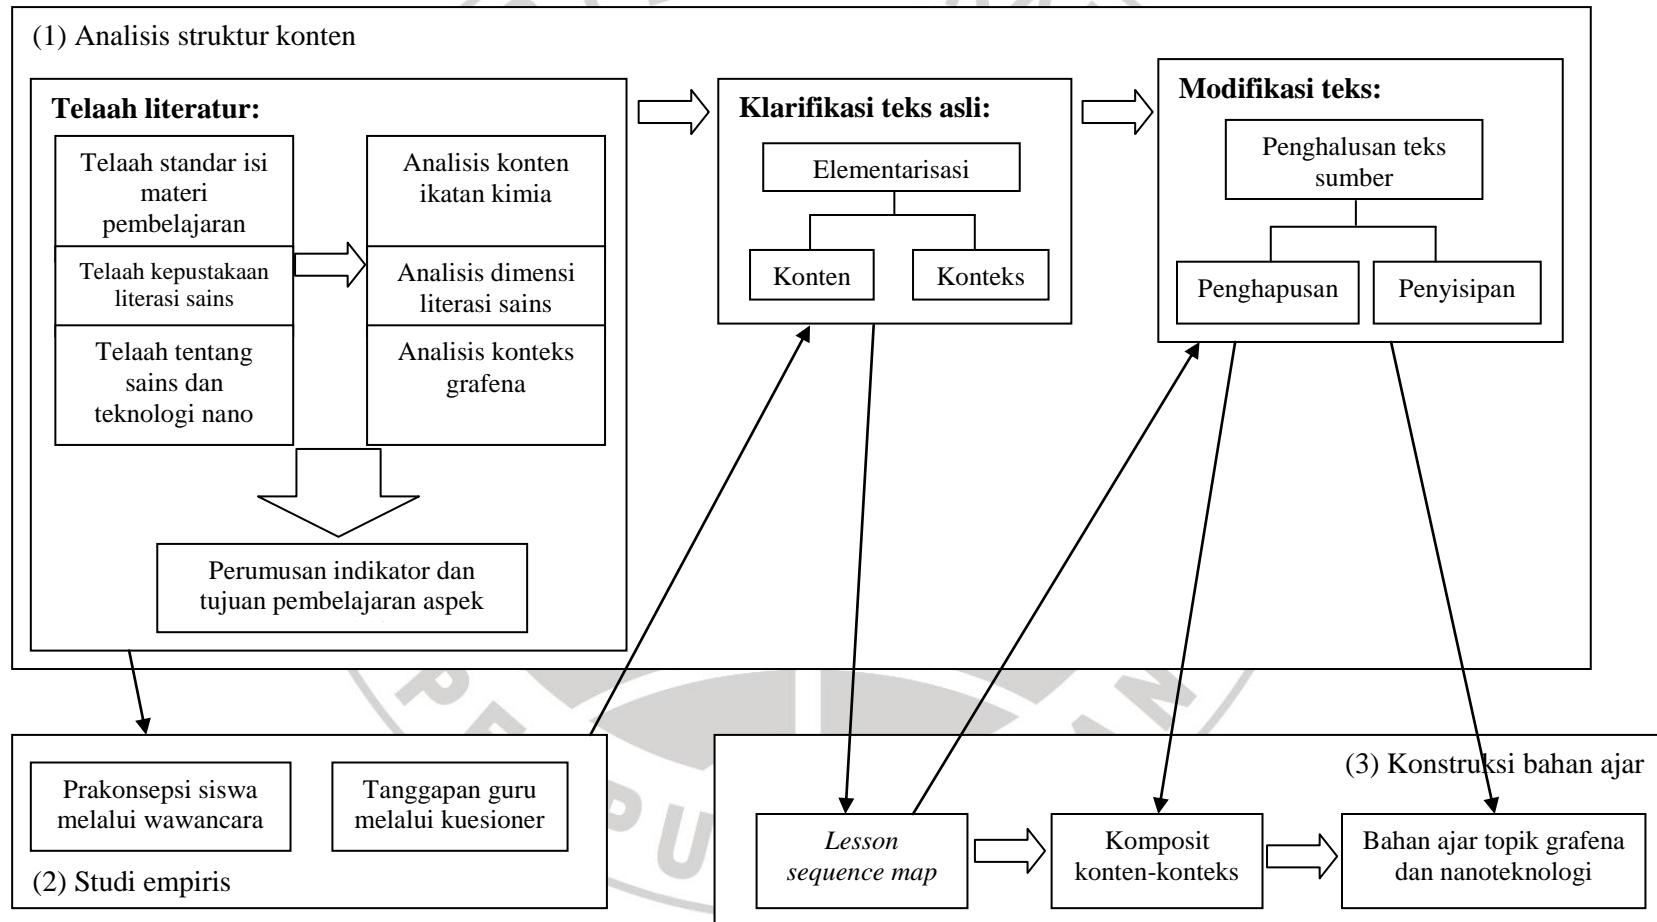 (1) Analisis struktur konten
Telaah literatur:
Telaah standar isi
materi
pembelajaran
Telaah kepustakaan
literasi sains
Telaah tentang
sains dan
teknologi nano
Analisis konten
ikatan kimia
Analisis dimensi
literasi sains
Analisis konteks
grafena
Perumusan indikator dan
tujuan pembelajaran aspek
Klarifikasi teks asli:
Elementarisasi
Konten
Konteks
Modifikasi teks:
Penghalusan teks
sumber
Penghapusan
Penyisipan
Prakonsepsi siswa
melalui wawancara
Tanggapan guru
melalui kuesioner
(2) Studi empiris
(3) Konstruksi bahan ajar
Lesson
sequence map
Komposit
konten-konteks
Bahan ajar topik grafena
dan nanoteknologi